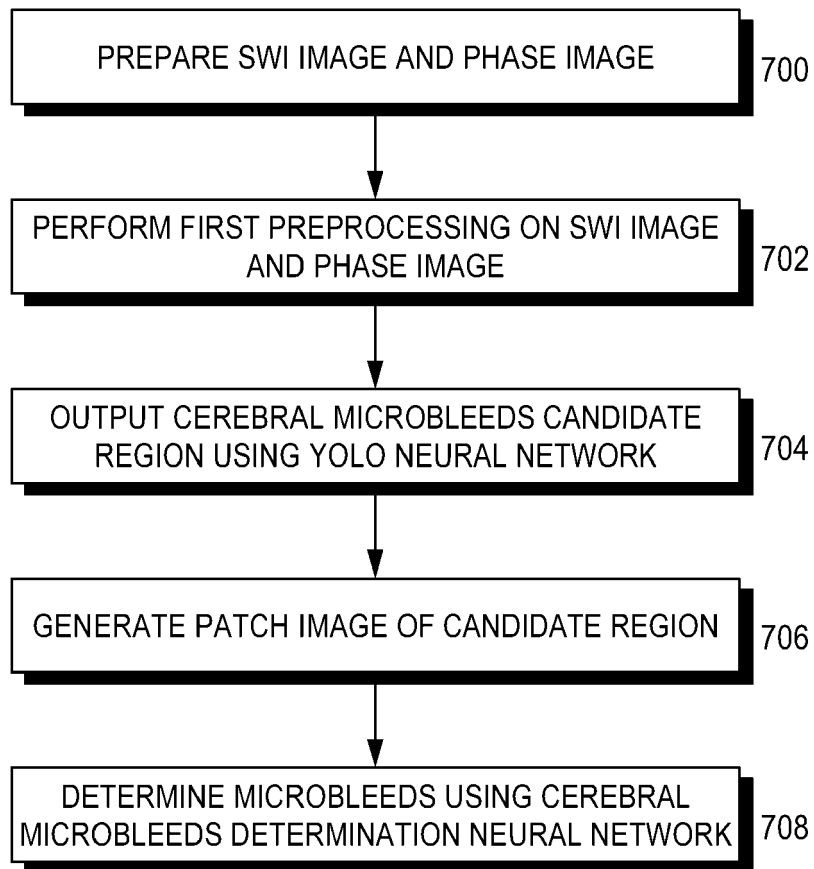 PREPARE SWI IMAGE AND PHASE IMAGE
700
PERFORM FIRST PREPROCESSING ON SWI IMAGE
AND PHASE IMAGE
702
OUTPUT CEREBRAL MICROBLEEDS CANDIDATE
REGION USING YOLO NEURAL NETWORK
704
GENERATE PATCH IMAGE OF CANDIDATE REGION
706
DETERMINE MICROBLEEDS USING CEREBRAL
MICROBLEEDS DETERMINATION NEURAL NETWORK
708